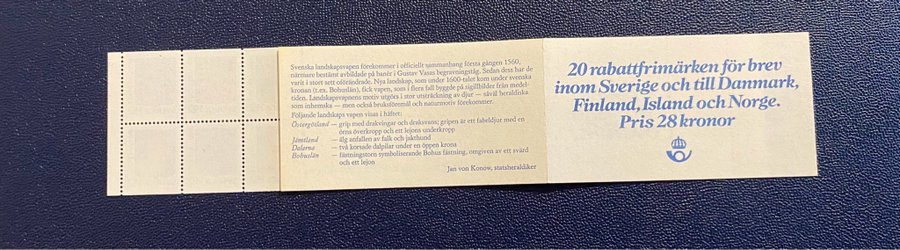 Svenska landskapsvapen förekommer i officiellt sammanhang första gången 1560,
närmare bestämt avbildade på banér i Gustav Vasas begravningståg. Sedan dess har de
varit i stort sett oförändrade. Nya landskap, som under 1600-talet kom under svenska
kronan (t.ex. Bohuslän), fick vapen, som i flera fall byggde på sigillbilder från medel-
tiden. Landskapsvapnens motiv utgörs i stor utsträckning av djur — såväl heraldiska
som inhemska — men också bruksföremål och naturmotiv förekommer.
Följande landskaps vapen visas i häftet:
Östergötland — grip med drakvingar och draksvans; gripen är ett fabeldjur med en
örns överkropp och ett lejons underkropp
Jämtland — älg anfallen av falk och jakthund
Dalarna — två korsade dalpilar under en öppen krona
Bohuslän — fästningstorn symboliserande Bohus fästning, omgiven av ett svärd
och ett lejon
Jan von Konow, statsheraldiker
20 rabattfrimärken för brev
inom Sverige och till Danmark,
Finland, Island och Norge.
Pris 28 kronor